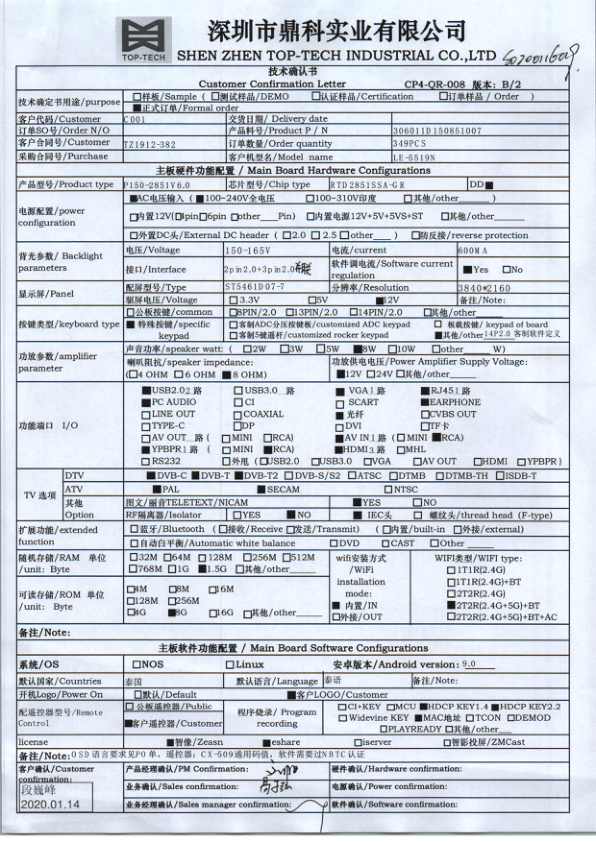 深圳市鼎科实业有限公司
TOP-TECH SHEN ZHEN TOP-TECH INDUSTRIAL CO.,LTD
技术确认书
Customer Confirmation Letter CP4-QR-008 版本: B/2
技术确定书用途/purpose □样板/Sample ( □测试样品/DEMO □认证样品/Certification □订单样品 / Order )
■正式订单/Formal order
客户代码/Customer C001 交货日期/ Delivery date
订单SO号/Order N/O 产品料号/Product P / N 306011D150851007
客户合同号/Customer TZ1912-382 订单数量/Order quantity 349PCS
采购合同号/Purchase 客户机型名/Model name LE-5519N
主板硬件功能配置 / Main Board Hardware Configurations
产品型号/Product type P150-2851V6.0 芯片型号/Chip type RTD2851SSA-GR DD■
电源配置/power configuration ■AC电压输入 ( ■100~240V全电压 □100~310V印度 □其他/other______ )
□内置12V(□4pin□6pin □other____Pin) □内置电源12V+5V+5VS+ST □其他/other_____
□外置DC头/External DC header ( □2.0 □2.5 □other____ ) □防反接/reverse protection
背光参数/ Backlight parameters 电压/Voltage 150-165V 电流/current 600MA
接口/Interface 2pin2.0+3pin2.0 软件调电流/Software current regulation ■Yes □No
显示屏/Panel 配屏型号/Type ST5461D07-7 分辨率/Resolution 3840*2160
驱屏电压/Voltage □3.3V □5V ■12V 备注/Note:
按键类型/keyboard type □公板按键/common □8PIN/2.0 □13PIN/2.0 □14PIN/2.0 □其他/other
■特殊按键/specific keypad □客制ADC分压按键板/customized ADC keypad □板载按键/ keypad of board
□客制5键遥杆/customized rocker keypad ■其他/other14P2.0 客制软件定义
功放参数/amplifier parameter 声音功率/speaker watt: ( □2W □3W □5W ■8W □10W □other____W)
喇叭阻抗/speaker impedance: 功放供电电压/Power Amplifier Supply Voltage:
(□4 OHM □6 OHM ■8 OHM) ■12V □24V □其他/other____
功能端口 I/O ■USB2.0 2 路 □USB3.0__路 ■VGA 1 路 ■RJ45 1 路
■PC AUDIO □CI □SCART ■EARPHONE
□LINE OUT □COAXIAL ■光纤 □CVBS OUT
□TYPE-C □DP □DVI □TF卡
□AV OUT__路 ( □MINI □RCA) ■AV IN 1 路 (□MINI ■RCA)
■YPBPR 1 路 ( □MINI ■RCA) ■HDMI 3 路 □MHL
□RS232 □外甩 (□USB2.0 □USB3.0 □VGA □AV OUT □HDMI □YPBPR )
TV 选项 DTV ■DVB-C ■DVB-T ■DVB-T2 □DVB-S/S2 □ATSC □DTMB □DTMB-TH □ISDB-T
ATV ■PAL ■SECAM □NTSC
其他 Option 图文/丽音TELETEXT/NICAM ■YES □NO
RF隔离器/Isolator □YES ■NO ■IEC头 □螺纹头/thread head (F-type)
扩展功能/extended function □蓝牙/Bluetooth ( □接收/Receive □发送/Transmit) ( □内置/built-in □外接/external)
□自动白平衡/Automatic white balance □DVD □CAST □Other ____
随机存储/RAM 单位 /unit: Byte □32M □64M □128M □256M □512M
□768M □1G ■1.5G □其他/other_____
可读存储/ROM 单位 /unit: Byte □4M □8M □16M
□128M □256M
□4G ■8G □16G □其他/other_____
wifi安装方式 /WiFi installation mode:
■内置/IN
□外接/OUT
WIFI类型/WIFI type:
□1T1R(2.4G)
□1T1R(2.4G)+BT
□2T2R(2.4G)
■2T2R(2.4G+5G)+BT
□2T2R(2.4G+5G)+BT+AC
备注/Note:
主板软件功能配置 / Main Board Software Configurations
系统/OS □NOS □Linux 安卓版本/Android version: 9.0
默认国家/Countries 泰国 默认语言/Language 泰语 备注/Note:
开机Logo/Power On □默认/Default ■客户LOGO/Customer
配遥控器型号/Remote Control □公板遥控器/Public
■客户遥控器/Customer
程序烧录/ Program recording □CI+KEY □MCU ■HDCP KEY1.4 ■HDCP KEY2.2
□Widevine KEY ■MAC地址 □TCON □DEMOD
□PLAYREADY □其他/other___
license ■智像/Zeasn ■eshare □iserver □智影投屏/ZMCast
备注/Note:OSD语言要求见PO单, 遥控器: CX-509通用码值, 软件需要过NBTC认证
客户确认/Customer confirmation: 产品经理确认/PM Confirmation: 硬件确认/Hardware confirmation:
段巍峰 业务确认/Sales confirmation: 电源确认/Power confirmation:
2020.01.14 业务经理确认/Sales manager confirmation: 软件确认/Software confirmation: